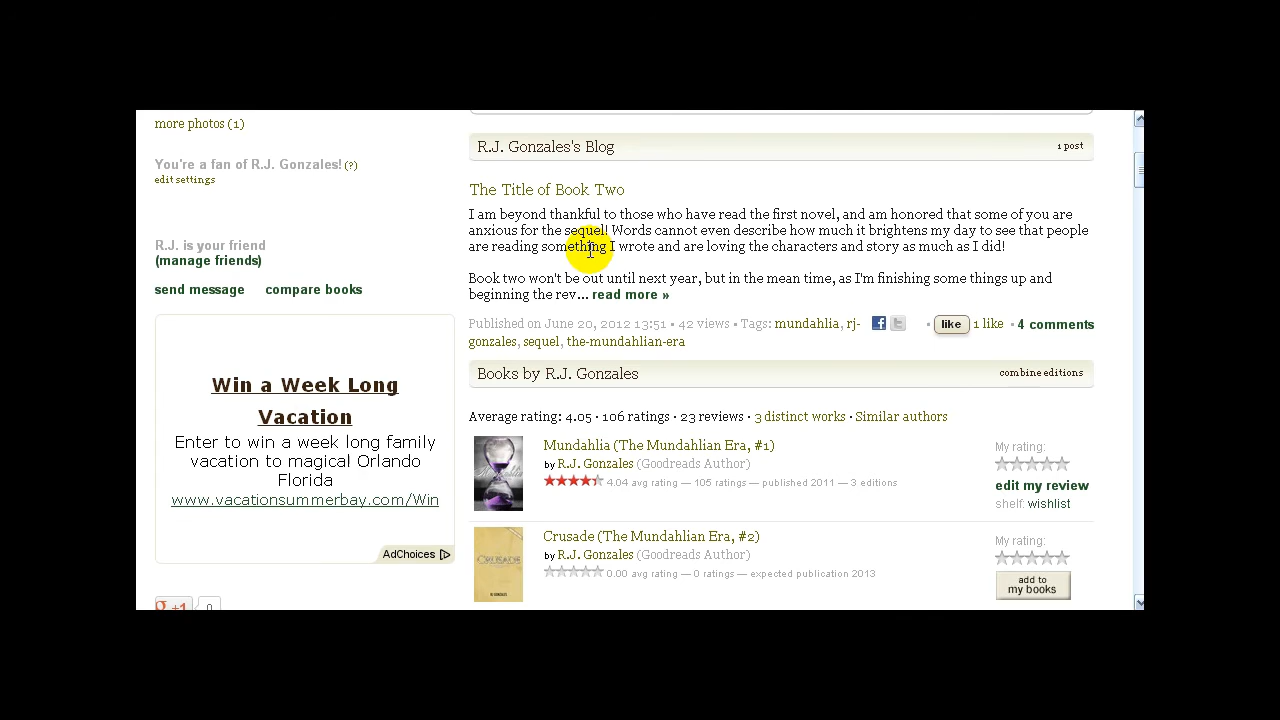 more photos (1)
You're a fan of R.J. Gonzales! (?)
edit settings
R.J. is your friend
(manage friends)
send message compare books
Win a Week Long
Vacation
Enter to win a week long family
vacation to magical Orlando
Florida
www.vacationsummerbay.com/Win
AdChoices
g +1 0
R.J. Gonzales's Blog 1 post
The Title of Book Two
I am beyond thankful to those who have read the first novel, and am honored that some of you are
anxious for the sequel! Words cannot even describe how much it brightens my day to see that people
are reading something I wrote and are loving the characters and story as much as I did!
Book two won't be out until next year, but in the mean time, as I'm finishing some things up and
beginning the rev... read more »
Published on June 20, 2012 13:51 • 42 views • Tags: mundahlia, rj-
gonzales, sequel, the-mundahlian-era
• like 1 like • 4 comments
Books by R.J. Gonzales combine editions
Average rating: 4.05 · 106 ratings · 23 reviews · 3 distinct works · Similar authors
Mundahlia (The Mundahlian Era, #1)
by R.J. Gonzales (Goodreads Author)
4.04 avg rating — 105 ratings — published 2011 — 3 editions
My rating:
edit my review
shelf: wishlist
CRUSADE
Crusade (The Mundahlian Era, #2)
by R.J. Gonzales (Goodreads Author)
0.00 avg rating — 0 ratings — expected publication 2013
My rating:
add to
my books